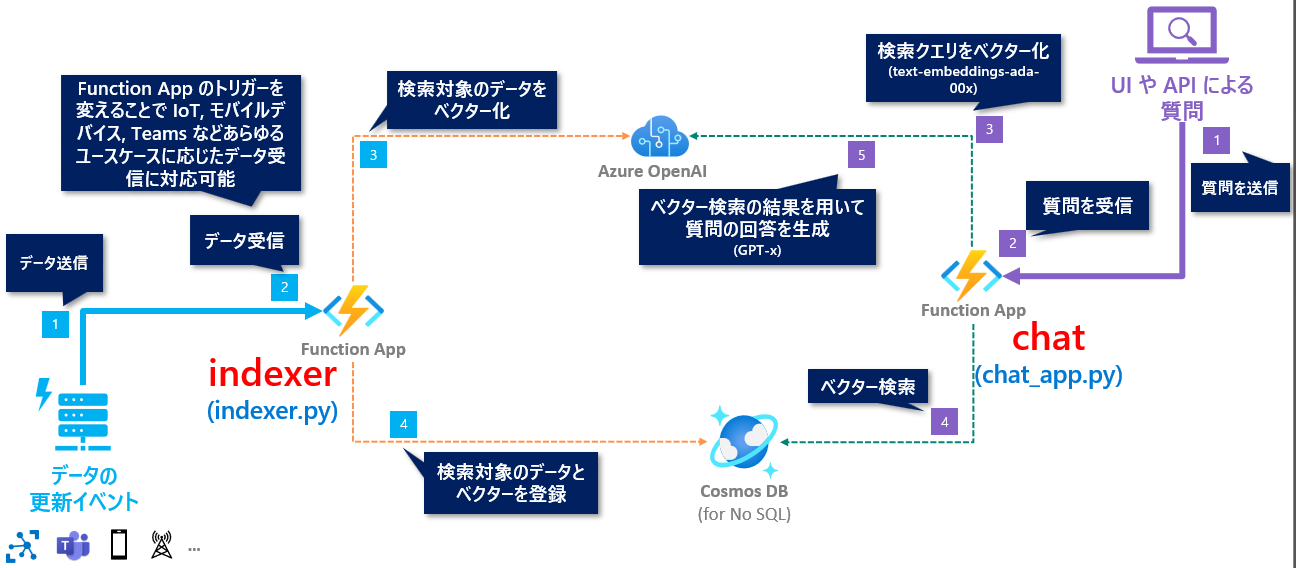 Function App のトリガーを
変えることで IoT, モバイルデ
バイス, Teams などあらゆる
ユースケースに応じたデータ受
信に対応可能
検索対象のデータを
ベクター化
3
Azure OpenAI
検索クエリをベクター化
(text-embeddings-ada-
00x)
3
5
ベクター検索の結果を用いて
質問の回答を生成
(GPT-x)
UI や API による
質問
1
質問を送信
質問を受信
2
Function App
chat
(chat_app.py)
データ送信
1
データ受信
2
Function App
indexer
(indexer.py)
データの
更新イベント
T
...
4
検索対象のデータと
ベクターを登録
ベクター検索
4
Cosmos DB
(for No SQL)